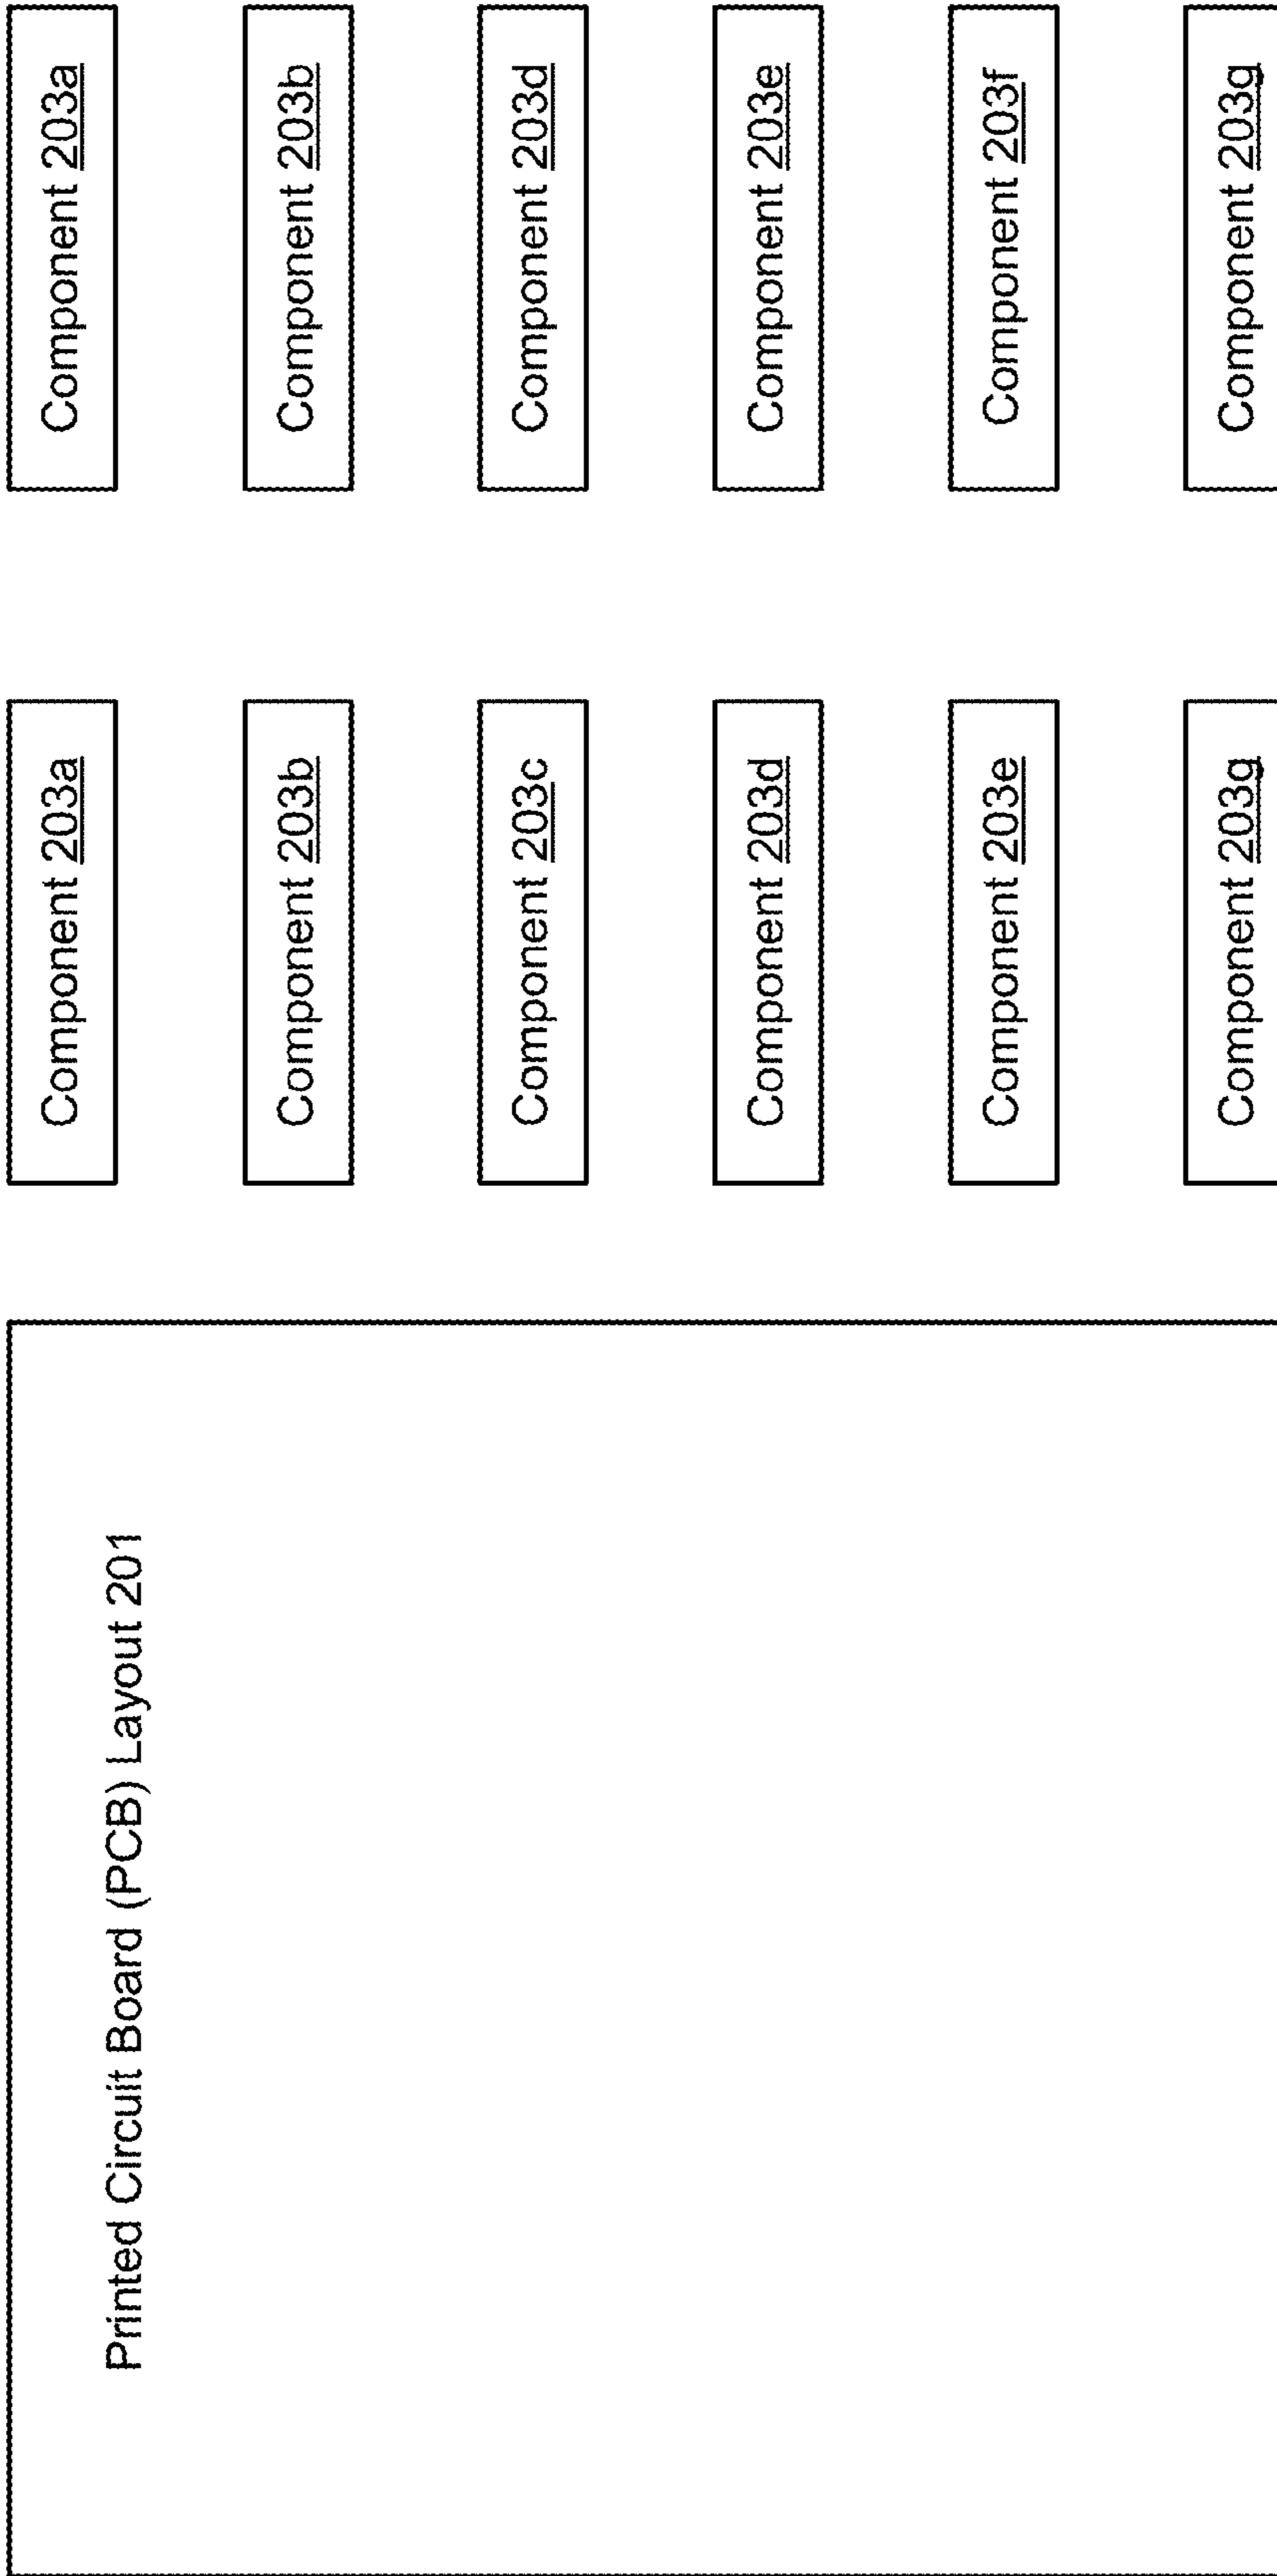 Printed Circuit Board (PCB) Layout 201
Component 203a
Component 203b
Component 203c
Component 203d
Component 203e
Component 203g
Component 203a
Component 203b
Component 203d
Component 203e
Component 203f
Component 203g